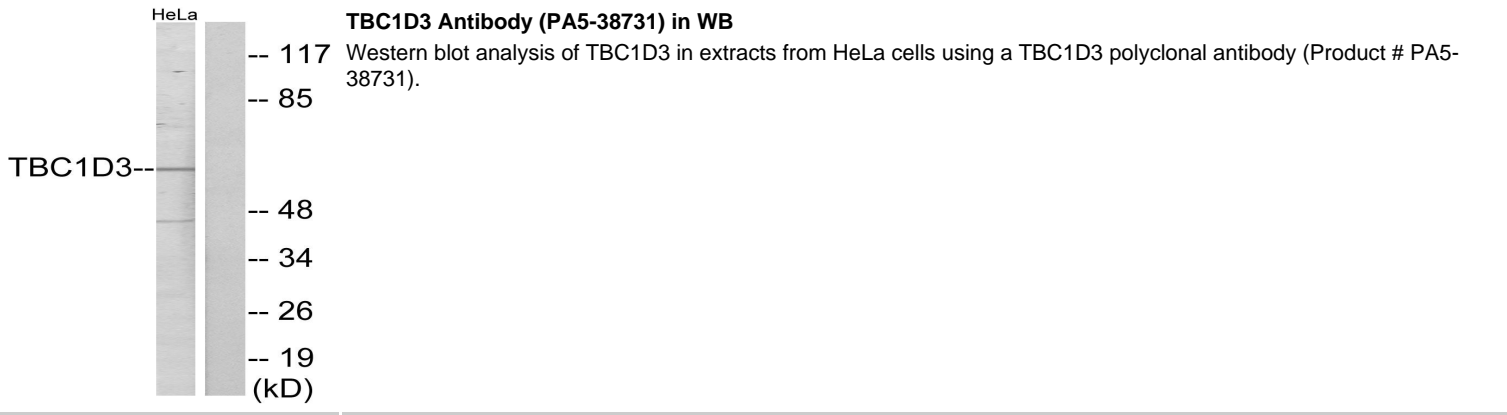 HeLa
TBC1D3--
-- 117
-- 85
-- 48
-- 34
-- 26
-- 19
(kD)
TBC1D3 Antibody (PA5-38731) in WB
Western blot analysis of TBC1D3 in extracts from HeLa cells using a TBC1D3 polyclonal antibody (Product # PA5-
38731).